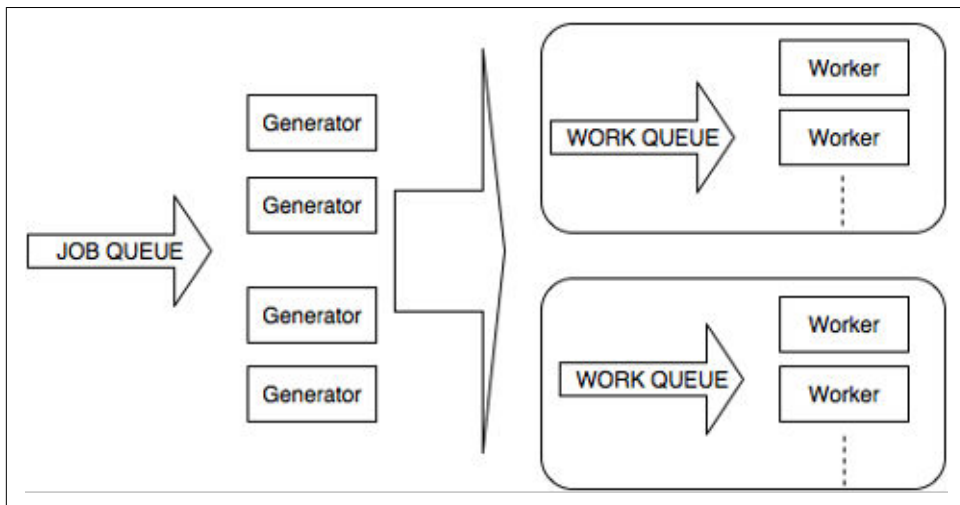 JOB QUEUE
Generator
Generator
Generator
Generator
WORK QUEUE
Worker
Worker
WORK QUEUE
Worker
Worker